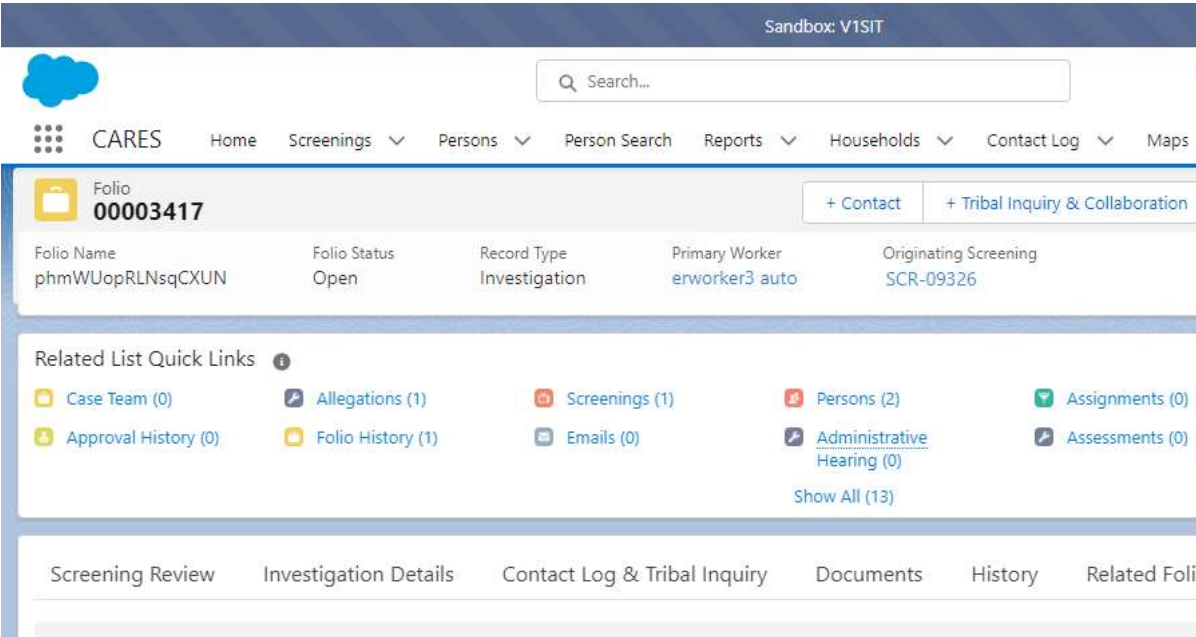 Sandbox: V1SIT
Search...
CARES Home Screenings Persons Person Search Reports Households Contact Log Maps
Folio
00003417
+ Contact + Tribal Inquiry & Collaboration
Folio Name Folio Status Record Type Primary Worker Originating Screening
phmWUopRLNsqCXUN Open Investigation erworker3 auto SCR-09326
Related List Quick Links
Case Team (0) Allegations (1) Screenings (1) Persons (2) Assignments (0)
Approval History (0) Folio History (1) Emails (0) Administrative Hearing (0) Assessments (0)
Show All (13)
Screening Review Investigation Details Contact Log & Tribal Inquiry Documents History Related Foli